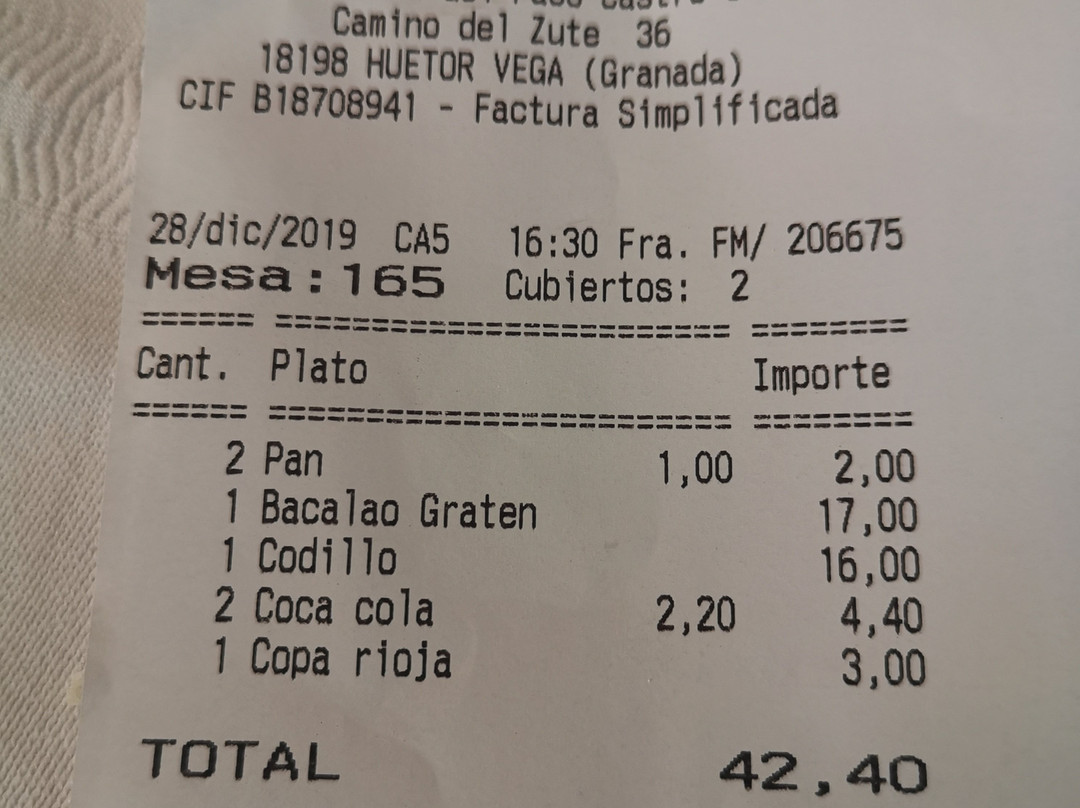 Camino del Zute 36
18198 HUETOR VEGA (Granada)
CIF B18708941 - Factura Simplificada
28/dic/2019 CA5 16:30 Fra. FM/ 206675
Mesa:165 Cubiertos: 2
====== ======================== ========
Cant. Plato Importe
====== ======================== ========
2 Pan 1,00 2,00
1 Bacalao Graten 17,00
1 Codillo 16,00
2 Coca cola 2,20 4,40
1 Copa rioja 3,00
TOTAL 42,40